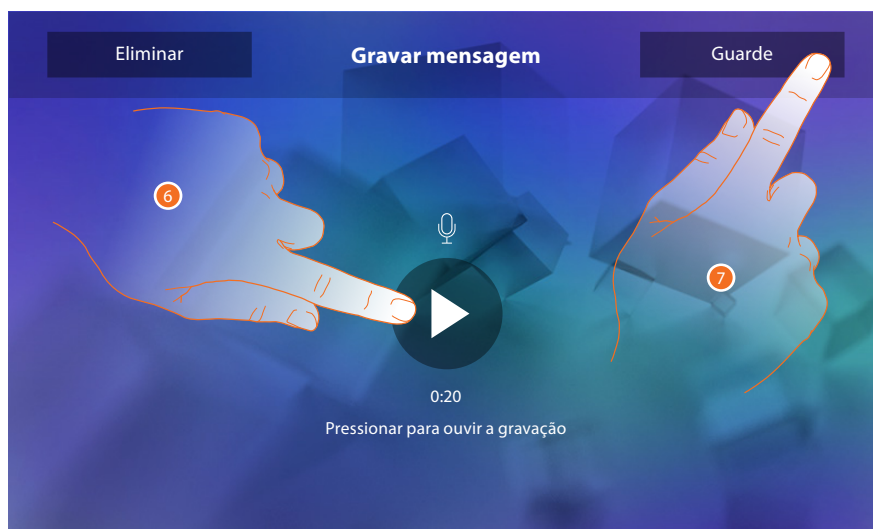 Eliminar
Gravar mensagem
Guarde
6
7
0:20
Pressionar para ouvir a gravação